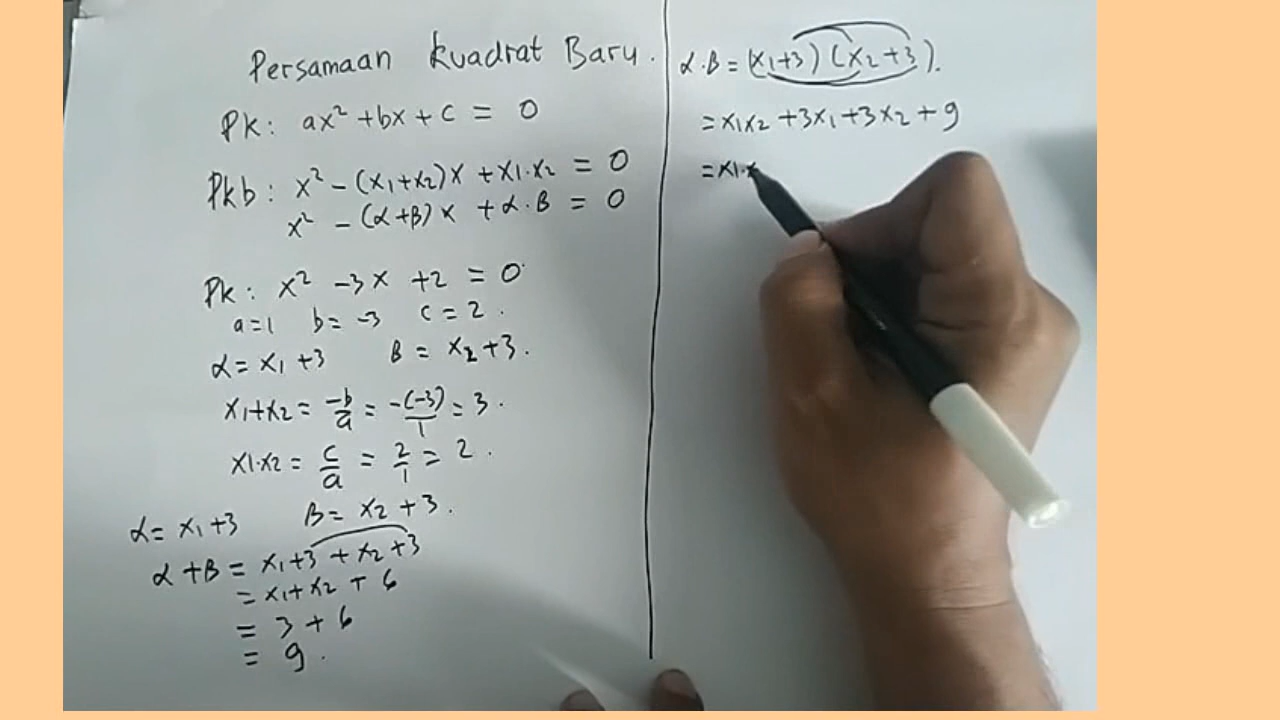 Persamaan Kuadrat Baru.
Pk: ax² + bx + c = 0
Pkb: x² - (x₁+x₂)x + x₁·x₂ = 0
x² - (α+β)x + α·β = 0
Pk: x² -3x +2 = 0
a=1 b= -3 c=2.
α= x₁+3 β= x₂+3.
x₁+x₂ = -b/a = -(-3)/1 = 3.
x₁·x₂ = c/a = 2/1 = 2.
α= x₁+3 β= x₂+3.
α+β = x₁+3 + x₂+3
= x₁+x₂ + 6
= 3 + 6
= 9.
α·β = (x₁+3) (x₂+3).
= x₁x₂ +3x₁+3x₂ + 9
= x₁·x